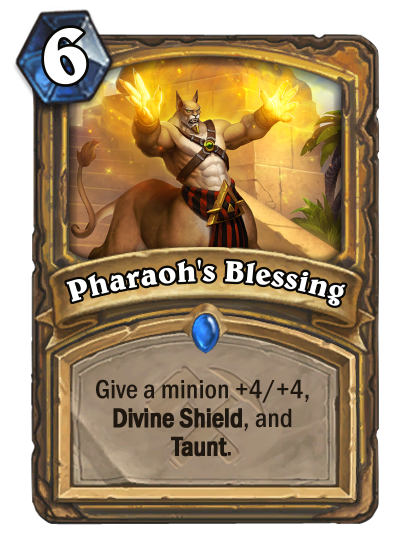 6
Pharaoh's Blessing
Give a minion +4/+4,
Divine Shield, and
Taunt.